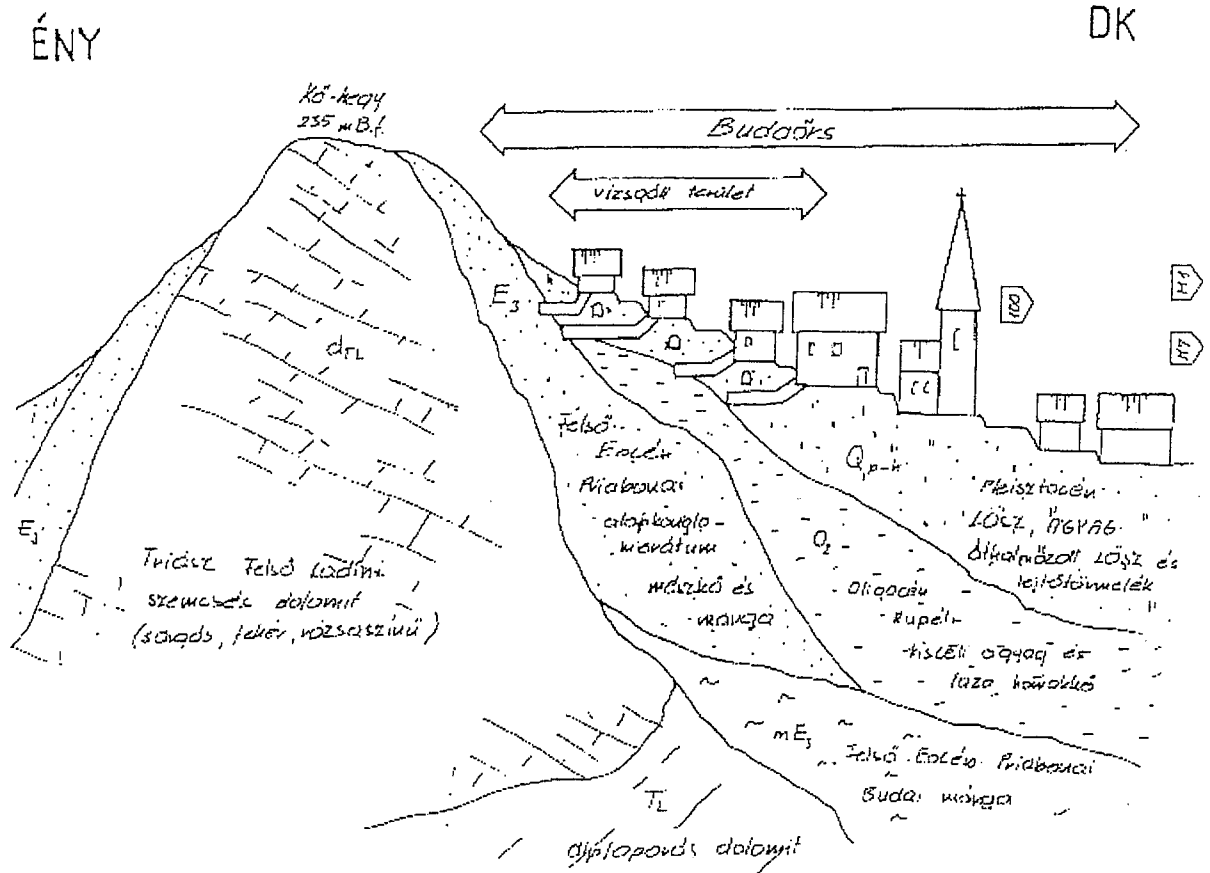 ÉNY
DK
Kő-hegy
235 m B.f.
Budaörs
vizsgált terület
100
M1
M7
E₃
dTL
Felső
Eocén
Priabonai
alapkonglo-
merátum
mészkő és
márga
Qp-h
Pleisztocén
LÖSZ, AGYAG
áthalmozott LÖSZ és
lejtőtörmelék
O₂
Oligocén
Rupéli
kiscelli agyag és
laza homokkő
E₃
Triász Felső Ladini
szemcsés dolomit
(sárgás, fehér, rózsaszínű)
mE₃
Felső Eocén Priabonai
Budai márga
TL
diploporás dolomit